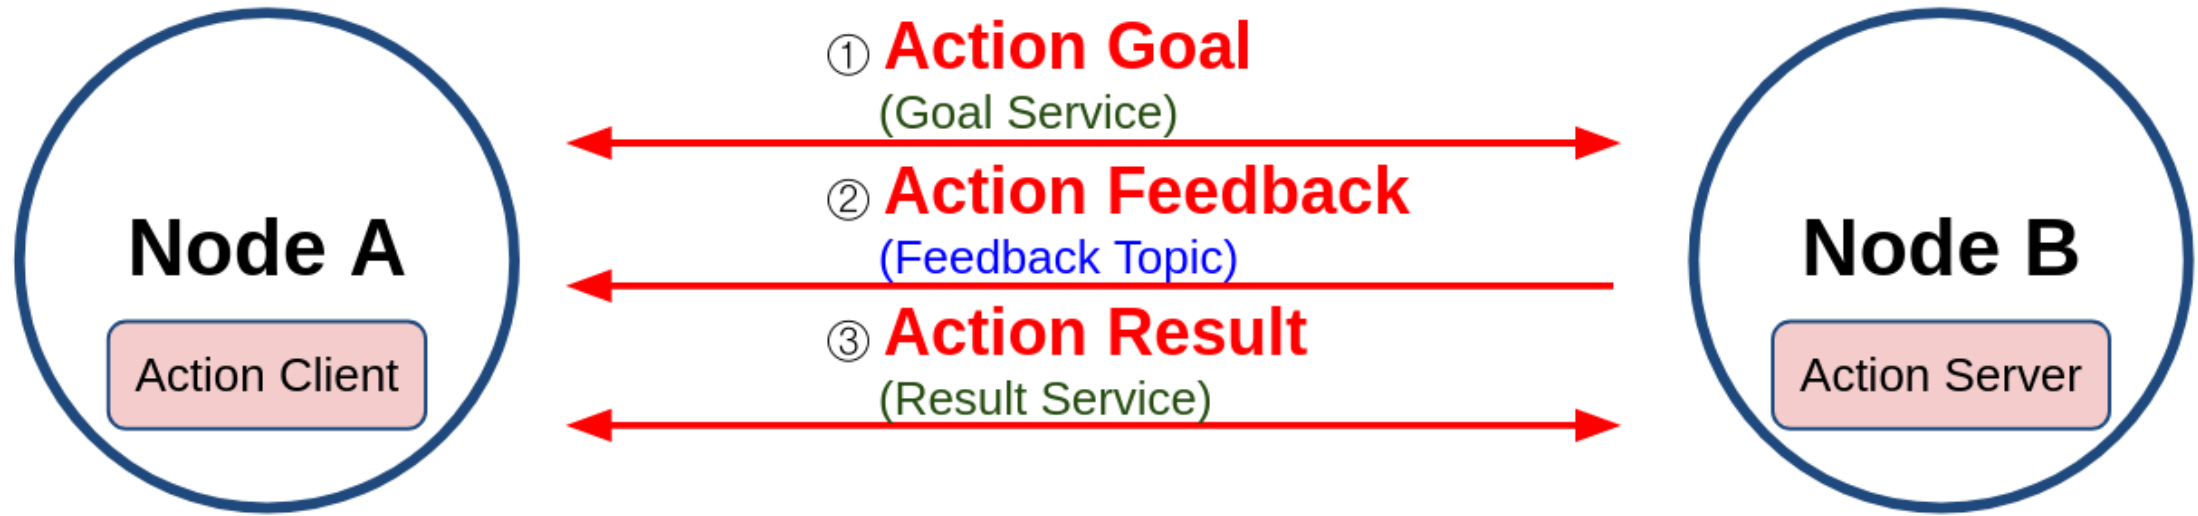 Node A
Action Client
① Action Goal
(Goal Service)
② Action Feedback
(Feedback Topic)
③ Action Result
(Result Service)
Node B
Action Server